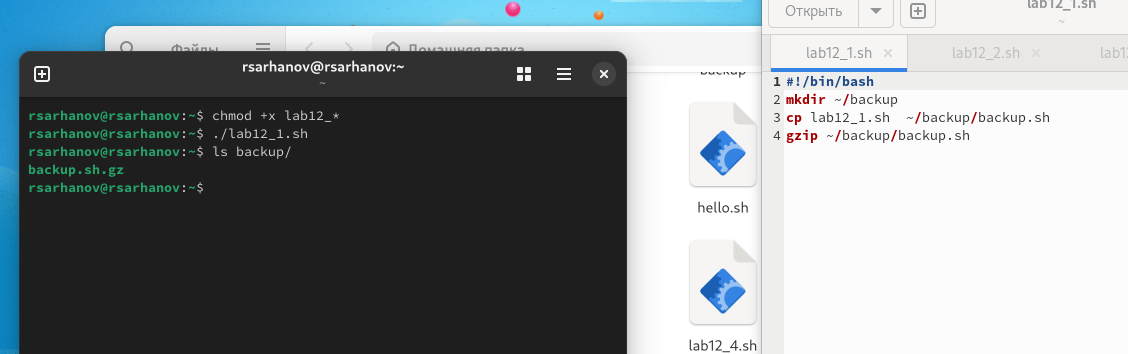 Файлы
Домашняя папка
rsarhanov@rsarhanov:~
~
rsarhanov@rsarhanov:~$ chmod +x lab12_*
rsarhanov@rsarhanov:~$ ./lab12_1.sh
rsarhanov@rsarhanov:~$ ls backup/
backup.sh.gz
rsarhanov@rsarhanov:~$
backup
hello.sh
lab12_4.sh
Открыть
lab12_1.sh
~
lab12_1.sh
lab12_2.sh
lab12
1 #!/bin/bash
2 mkdir ~/backup
3 cp lab12_1.sh  ~/backup/backup.sh
4 gzip ~/backup/backup.sh